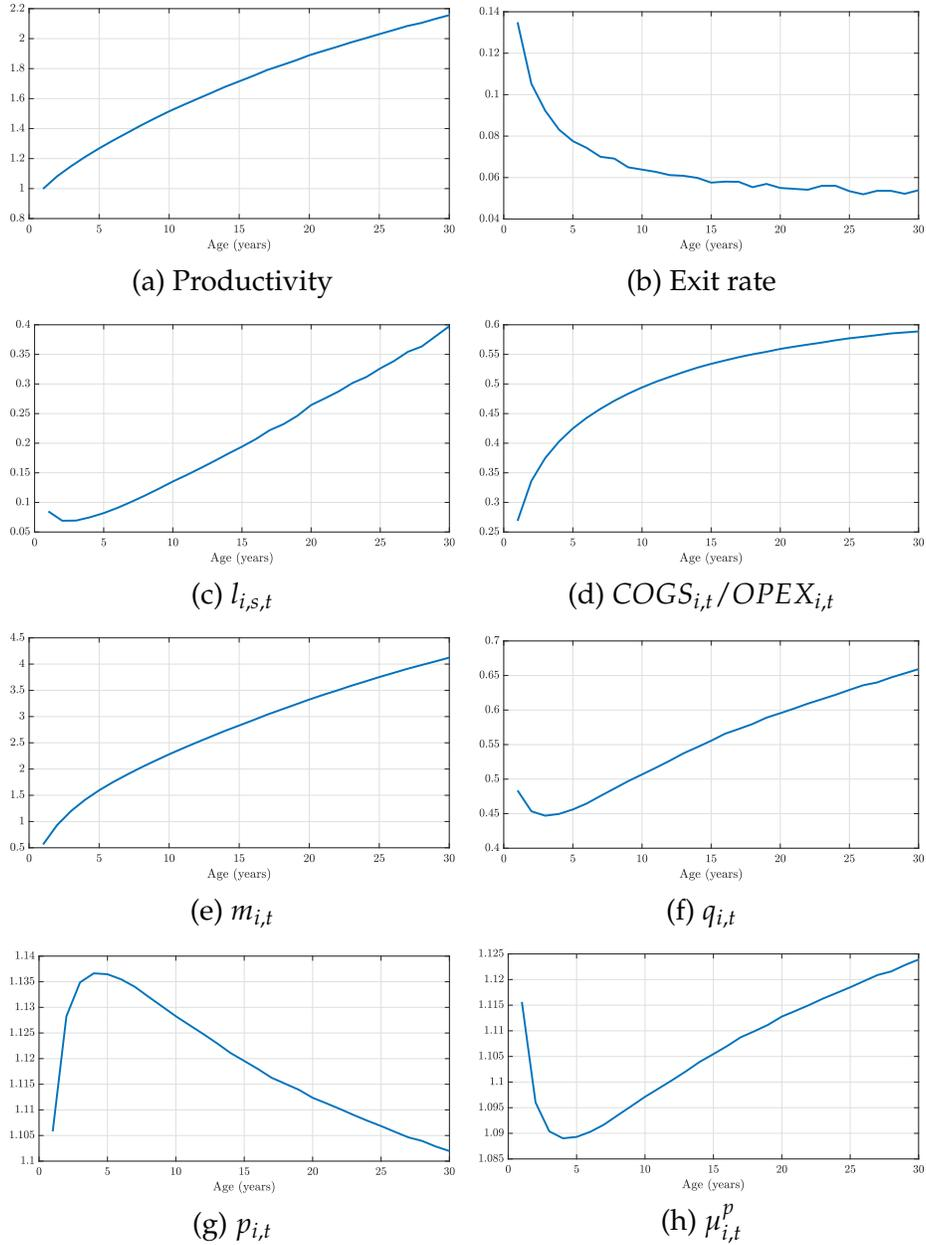 2.2
2
1.8
1.6
1.4
1.2
1
0.8
0 5 10 15 20 25 30
Age (years)
(a) Productivity
0.14
0.12
0.1
0.08
0.06
0.04
0 5 10 15 20 25 30
Age (years)
(b) Exit rate
0.4
0.35
0.3
0.25
0.2
0.15
0.1
0.05
0 5 10 15 20 25 30
Age (years)
(c) l_{i,s,t}
0.6
0.55
0.5
0.45
0.4
0.35
0.3
0.25
0 5 10 15 20 25 30
Age (years)
(d) COGS_{i,t}/OPEX_{i,t}
4.5
4
3.5
3
2.5
2
1.5
1
0.5
0 5 10 15 20 25 30
Age (years)
(e) m_{i,t}
0.7
0.65
0.6
0.55
0.5
0.45
0.4
0 5 10 15 20 25 30
Age (years)
(f) q_{i,t}
1.14
1.135
1.13
1.125
1.12
1.115
1.11
1.105
1.1
0 5 10 15 20 25 30
Age (years)
(g) p_{i,t}
1.125
1.12
1.115
1.11
1.105
1.1
1.095
1.09
1.085
0 5 10 15 20 25 30
Age (years)
(h) μ^p_{i,t}